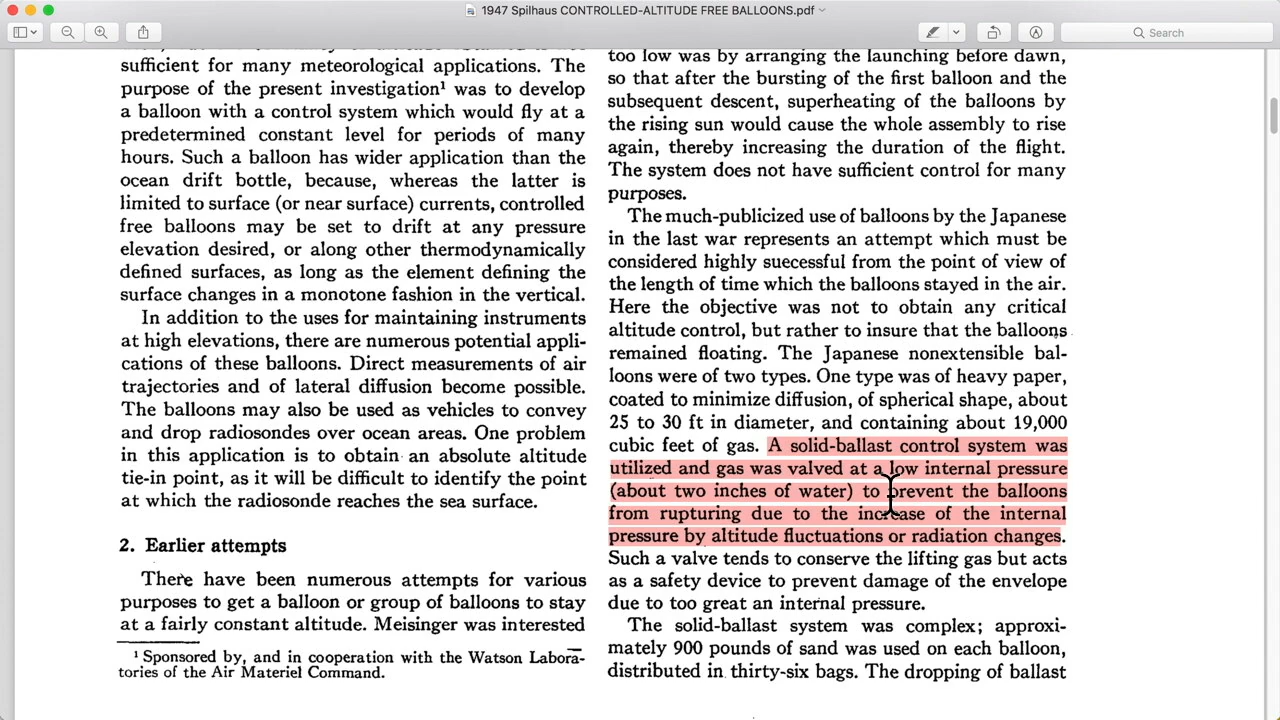 1947 Spilhaus CONTROLLED-ALTITUDE FREE BALLOONS.pdf
Search
sufficient for many meteorological applications. The
purpose of the present investigation¹ was to develop
a balloon with a control system which would fly at a
predetermined constant level for periods of many
hours. Such a balloon has wider application than the
ocean drift bottle, because, whereas the latter is
limited to surface (or near surface) currents, controlled
free balloons may be set to drift at any pressure
elevation desired, or along other thermodynamically
defined surfaces, as long as the element defining the
surface changes in a monotone fashion in the vertical.
In addition to the uses for maintaining instruments
at high elevations, there are numerous potential appli-
cations of these balloons. Direct measurements of air
trajectories and of lateral diffusion become possible.
The balloons may also be used as vehicles to convey
and drop radiosondes over ocean areas. One problem
in this application is to obtain an absolute altitude
tie-in point, as it will be difficult to identify the point
at which the radiosonde reaches the sea surface.
2. Earlier attempts
There have been numerous attempts for various
purposes to get a balloon or group of balloons to stay
at a fairly constant altitude. Meisinger was interested
¹ Sponsored by, and in cooperation with the Watson Labora-
tories of the Air Materiel Command.
too low was by arranging the launching before dawn,
so that after the bursting of the first balloon and the
subsequent descent, superheating of the balloons by
the rising sun would cause the whole assembly to rise
again, thereby increasing the duration of the flight.
The system does not have sufficient control for many
purposes.
The much-publicized use of balloons by the Japanese
in the last war represents an attempt which must be
considered highly successful from the point of view of
the length of time which the balloons stayed in the air.
Here the objective was not to obtain any critical
altitude control, but rather to insure that the balloons
remained floating. The Japanese nonextensible bal-
loons were of two types. One type was of heavy paper,
coated to minimize diffusion, of spherical shape, about
25 to 30 ft in diameter, and containing about 19,000
cubic feet of gas. A solid-ballast control system was
utilized and gas was valved at a low internal pressure
(about two inches of water) to prevent the balloons
from rupturing due to the increase of the internal
pressure by altitude fluctuations or radiation changes.
Such a valve tends to conserve the lifting gas but acts
as a safety device to prevent damage of the envelope
due to too great an internal pressure.
The solid-ballast system was complex; approxi-
mately 900 pounds of sand was used on each balloon,
distributed in thirty-six bags. The dropping of ballast